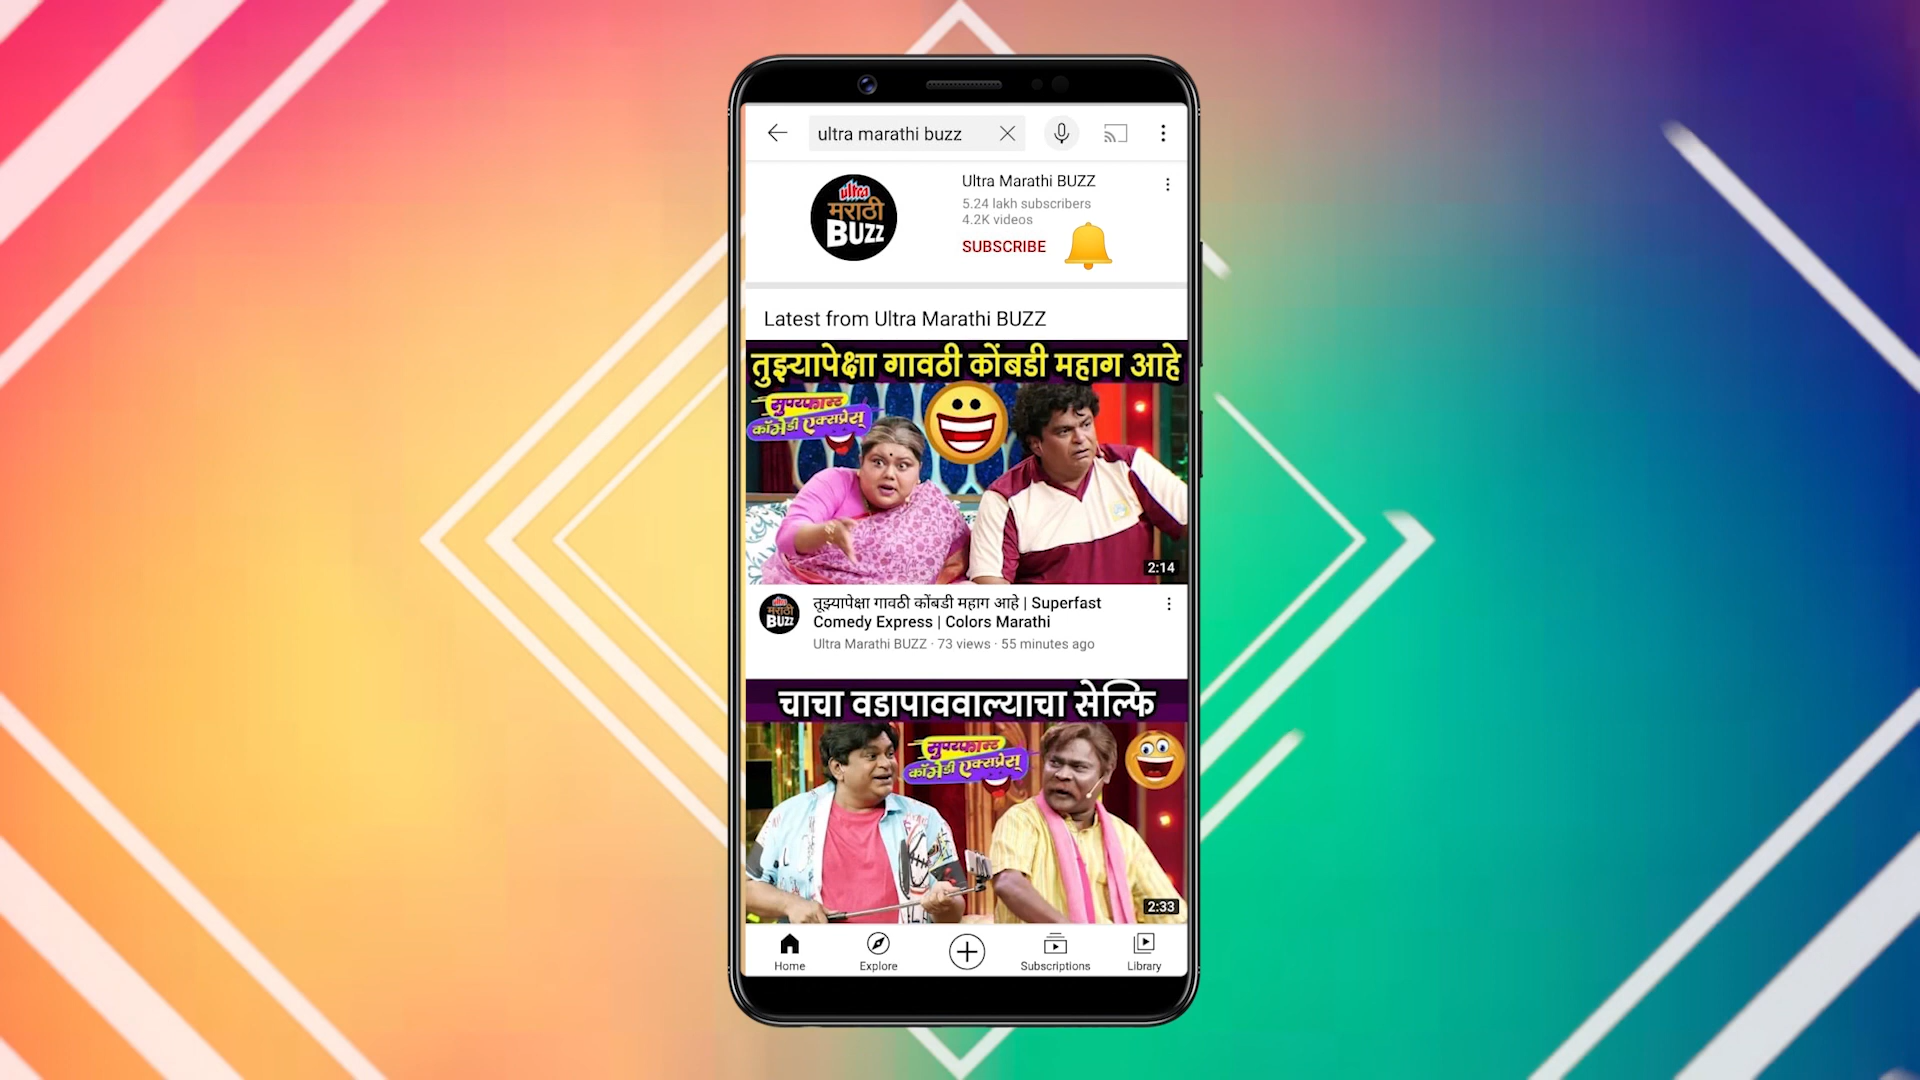 ultra marathi buzz
ultra
मराठी
BUZZ
Ultra Marathi BUZZ
5.24 lakh subscribers
4.2K videos
SUBSCRIBE
Latest from Ultra Marathi BUZZ
तुझ्यापेक्षा गावठी कोंबडी महाग आहे
सुपरफास्ट
कॉमेडी एक्सप्रेस्
2:14
ultra
मराठी
BUZZ
तूझ्यापेक्षा गावठी कोंबडी महाग आहे | Superfast
Comedy Express | Colors Marathi
Ultra Marathi BUZZ · 73 views · 55 minutes ago
चाचा वडापाववाल्याचा सेल्फि
सुपरफास्ट
कॉमेडी एक्सप्रेस्
2:33
Home
Explore
Subscriptions
Library